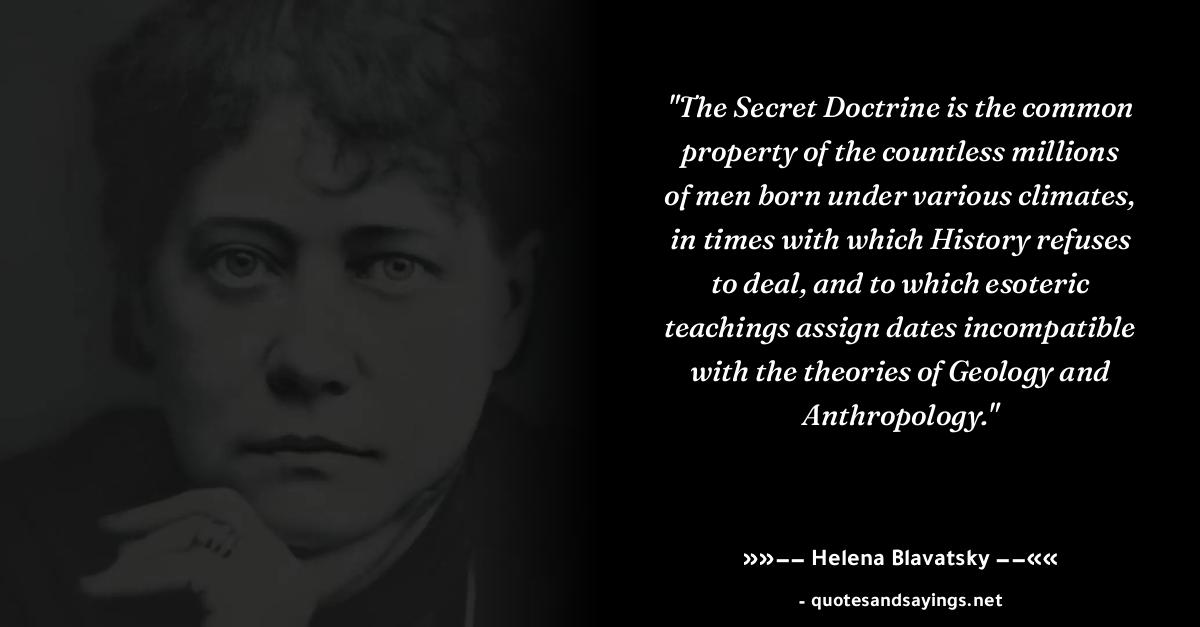 "The Secret Doctrine is the common
property of the countless millions
of men born under various climates,
in times with which History refuses
to deal, and to which esoteric
teachings assign dates incompatible
with the theories of Geology and
Anthropology."
»»–– Helena Blavatsky ––««
- quotesandsayings.net